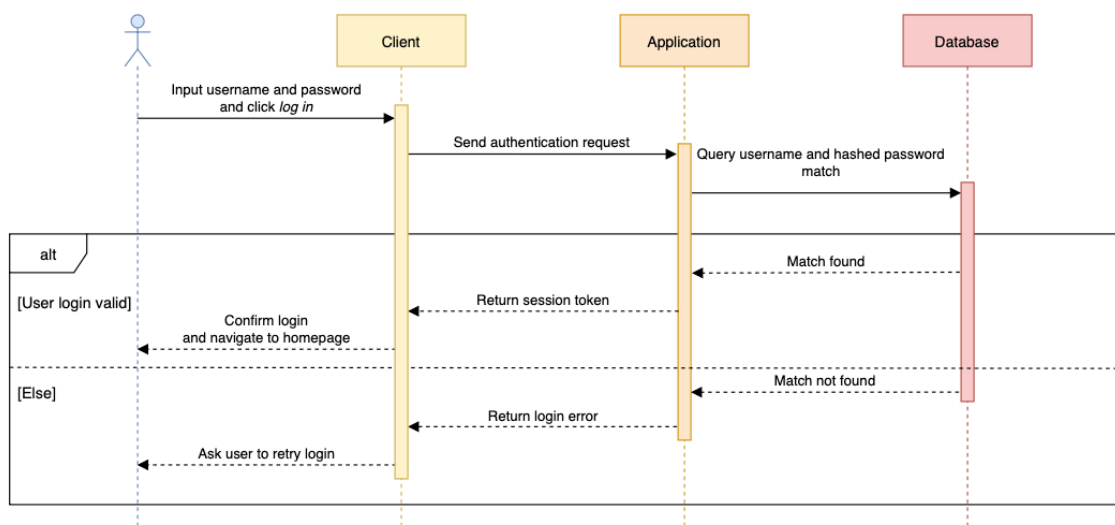 Client
Application
Database
Input username and password
and click log in
Send authentication request
Query username and hashed password
match
alt
Match found
[User login valid]
Return session token
Confirm login
and navigate to homepage
Match not found
[Else]
Return login error
Ask user to retry login